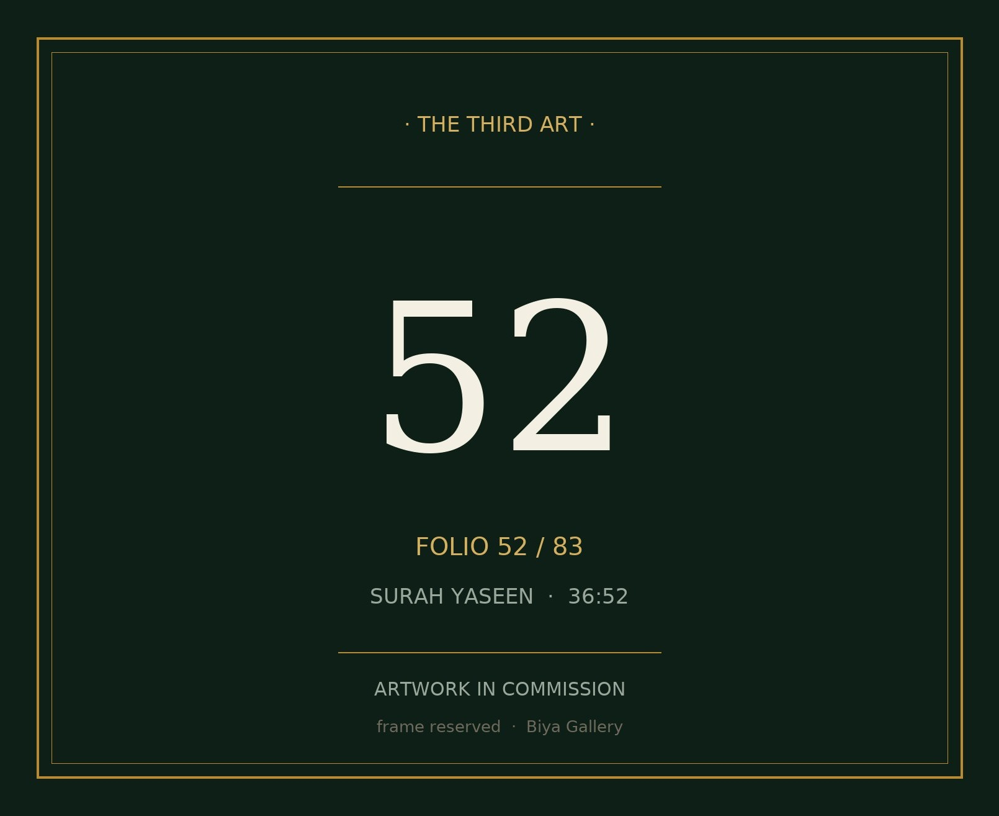 · THE THIRD ART ·
52
FOLIO 52 / 83
SURAH YASEEN · 36:52
ARTWORK IN COMMISSION
frame reserved · Biya Gallery